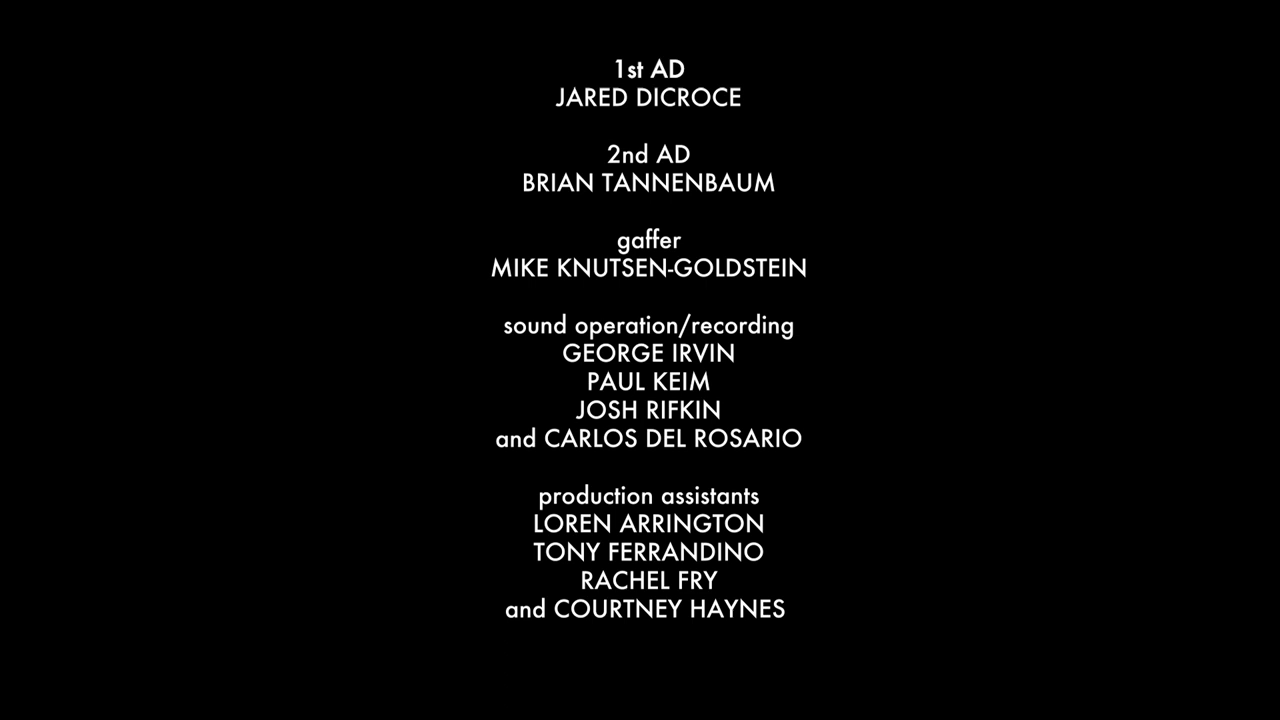 1st AD
JARED DICROCE
2nd AD
BRIAN TANNENBAUM
gaffer
MIKE KNUTSEN-GOLDSTEIN
sound operation/recording
GEORGE IRVIN
PAUL KEIM
JOSH RIFKIN
and CARLOS DEL ROSARIO
production assistants
LOREN ARRINGTON
TONY FERRANDINO
RACHEL FRY
and COURTNEY HAYNES